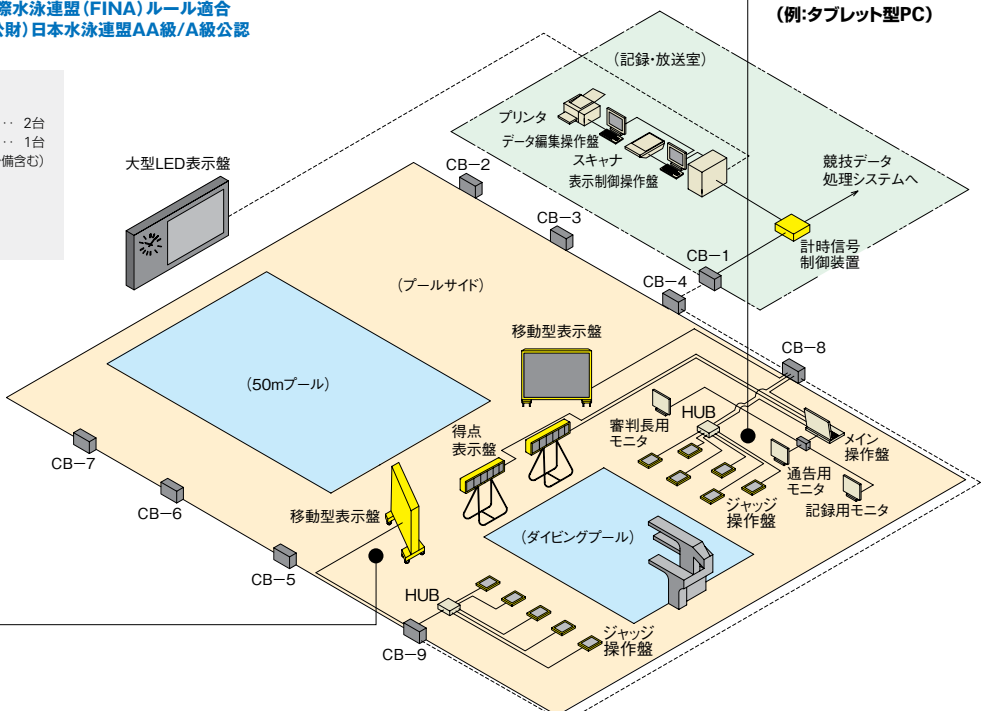 際水泳連盟(FINA)ルール適合
財)日本水泳連盟AA級/A級公認
(例:タブレット型PC)
‥ 2台
‥ 1台
備含む)
(記録・放送室)
プリンタ
データ編集操作盤
スキャナ
表示制御操作盤
競技データ
処理システムへ
計時信号
制御装置
大型LED表示盤
CB−2
CB−3
CB−1
CB−4
(プールサイド)
移動型表示盤
CB−8
(50mプール)
審判長用
モニタ
HUB
メイン
操作盤
得点
表示盤
通告用
モニタ
記録用モニタ
ジャッジ
操作盤
CB−7
CB−6
移動型表示盤
(ダイビングプール)
CB−5
HUB
ジャッジ
操作盤
CB−9